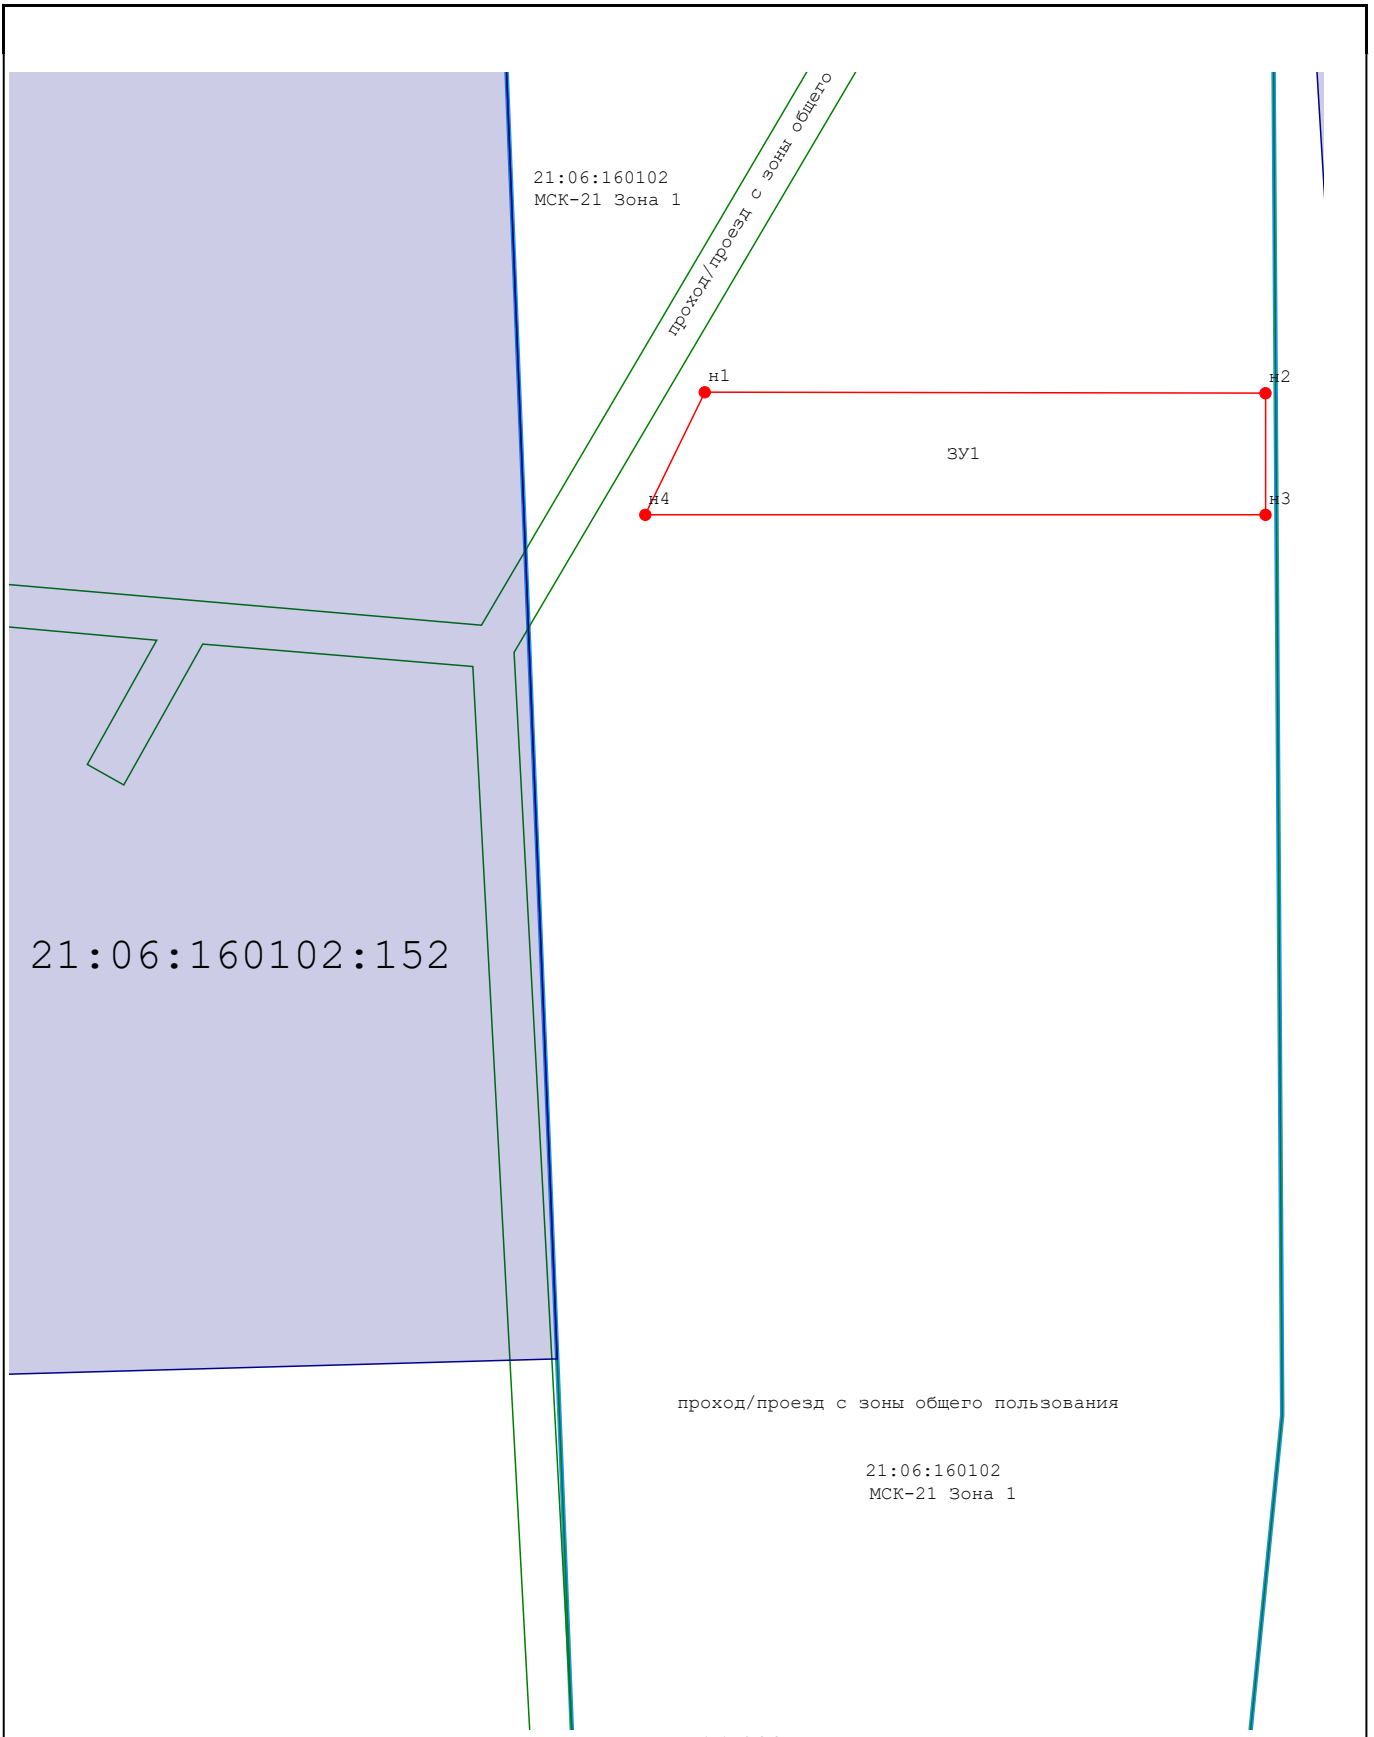 проход/проезд с зоны общего
21:06:160102
МСК-21 Зона 1
н1
н2
ЗУ1
н4
н3
21:06:160102:152
проход/проезд с зоны общего пользования
21:06:160102
МСК-21 Зона 1